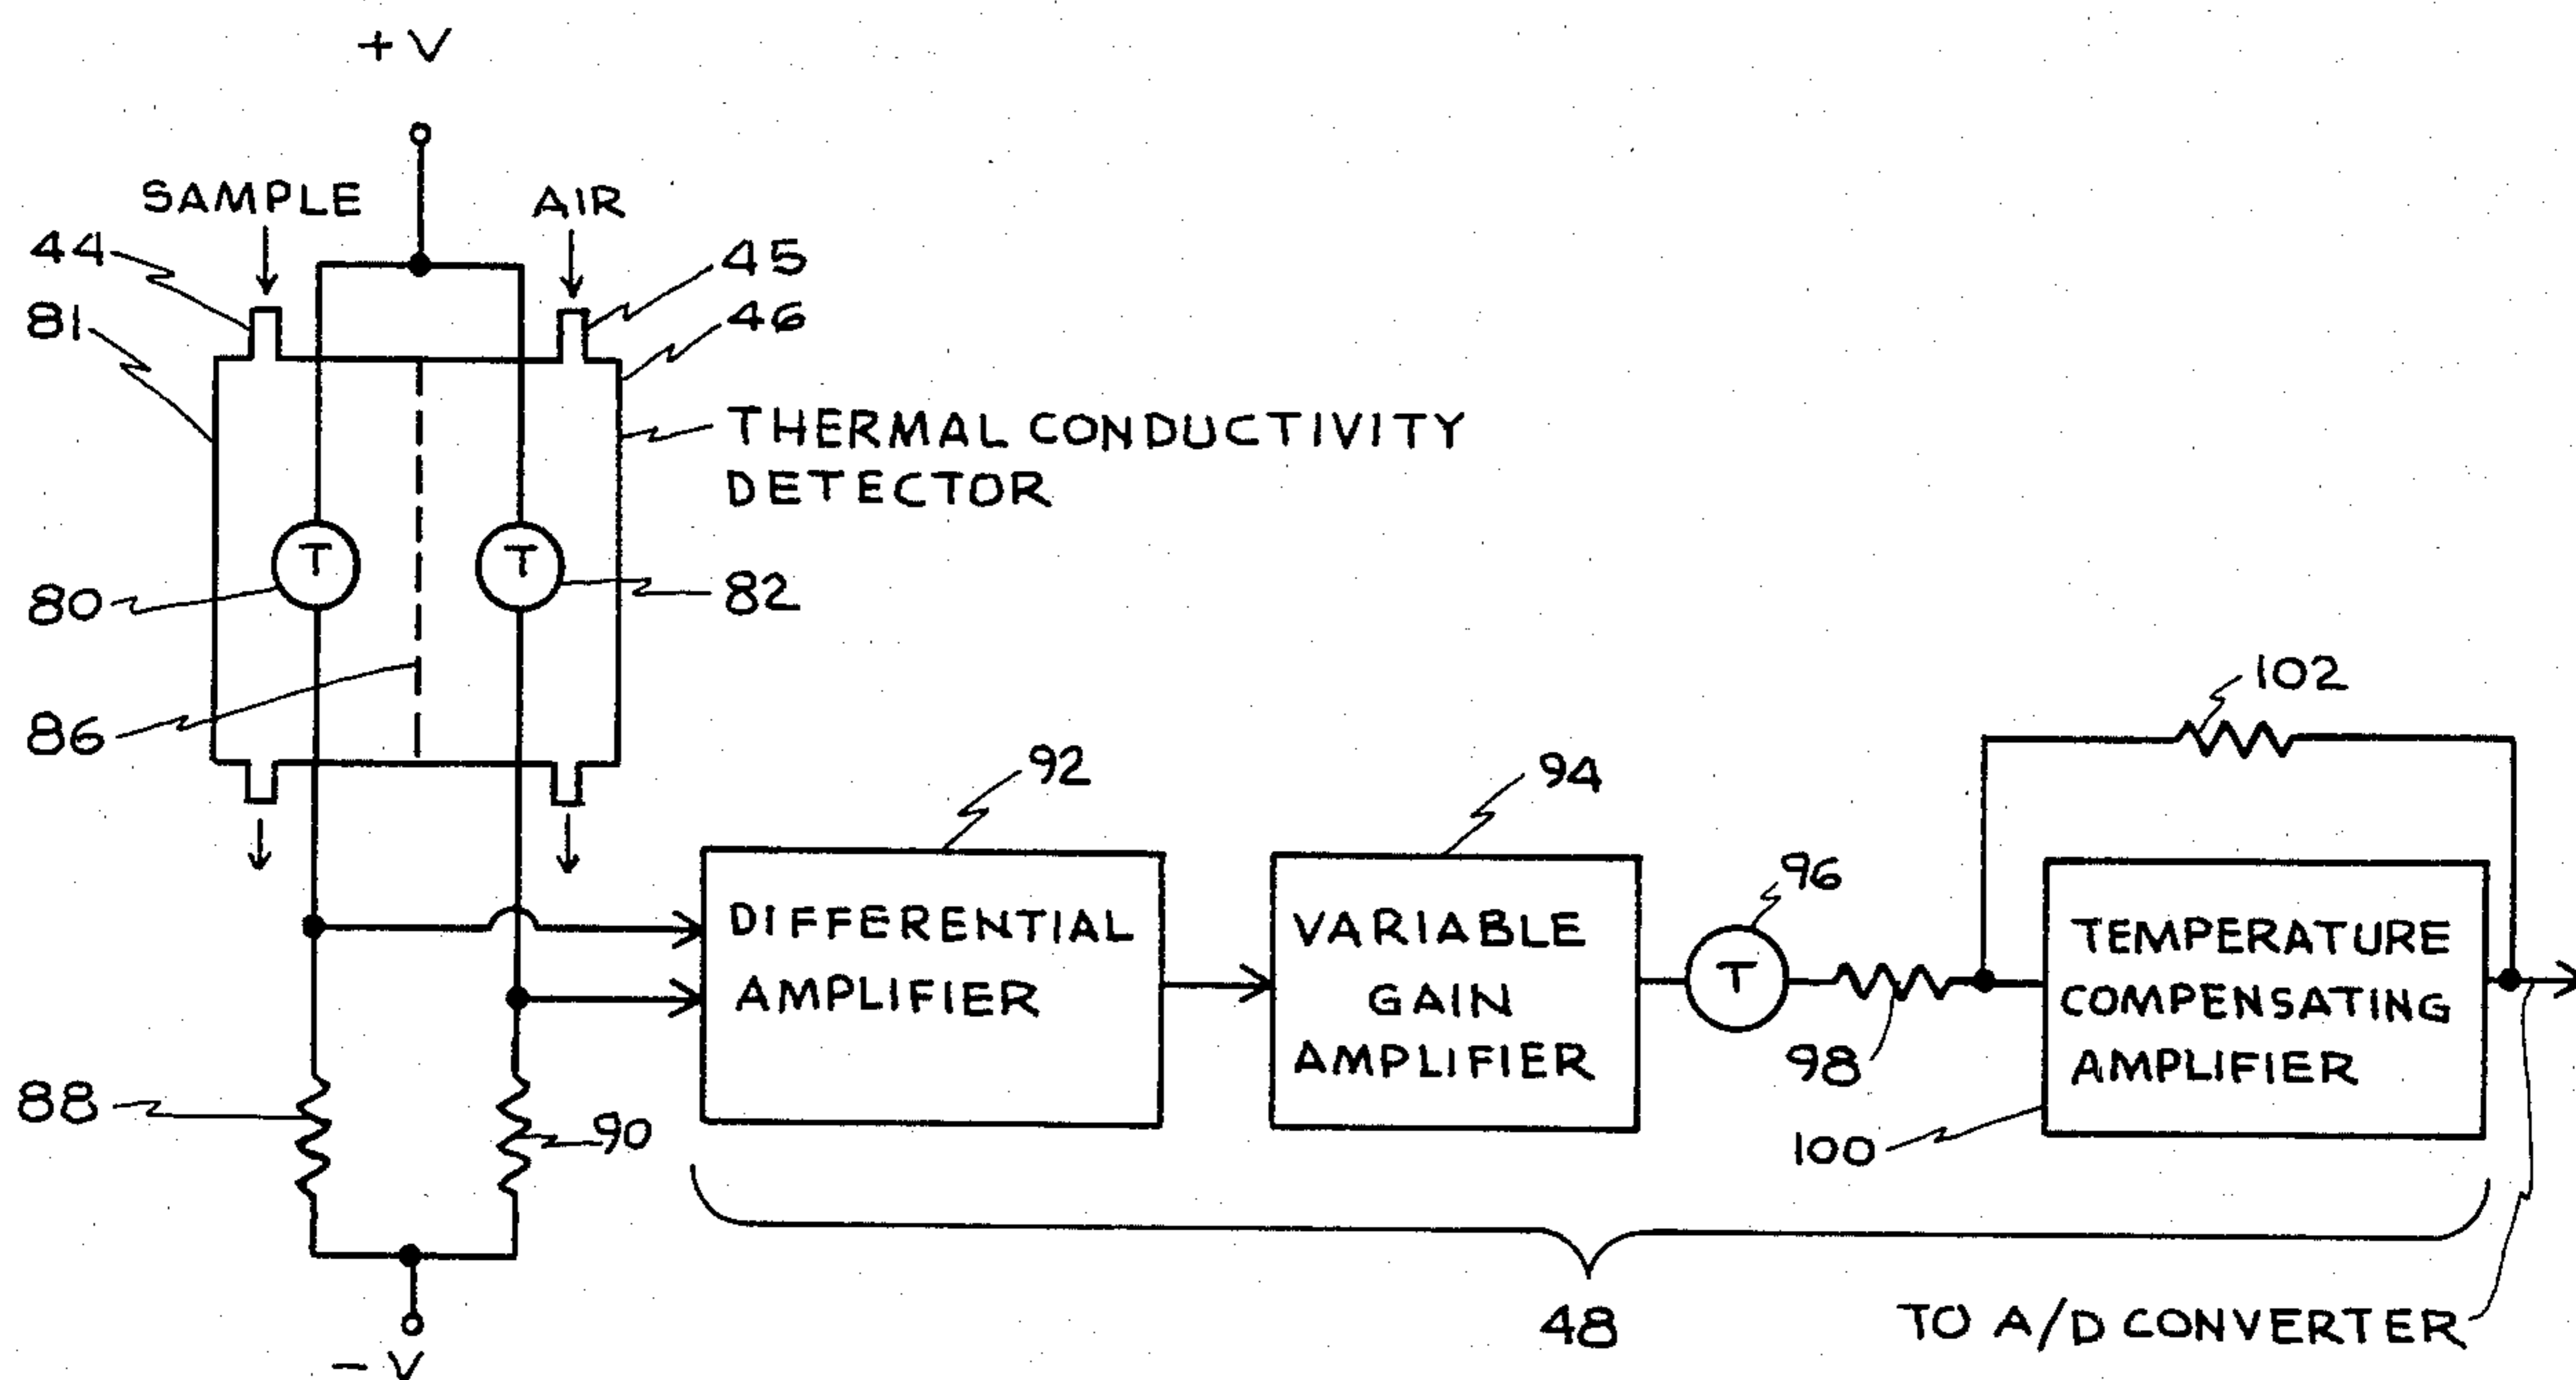 +V
SAMPLE
AIR
44
45
81
46
THERMAL CONDUCTIVITY
DETECTOR
T
T
80
82
86
102
92
94
96
DIFFERENTIAL
AMPLIFIER
VARIABLE
GAIN
AMPLIFIER
T
98
TEMPERATURE
COMPENSATING
AMPLIFIER
100
88
90
48
TO A/D CONVERTER
-V